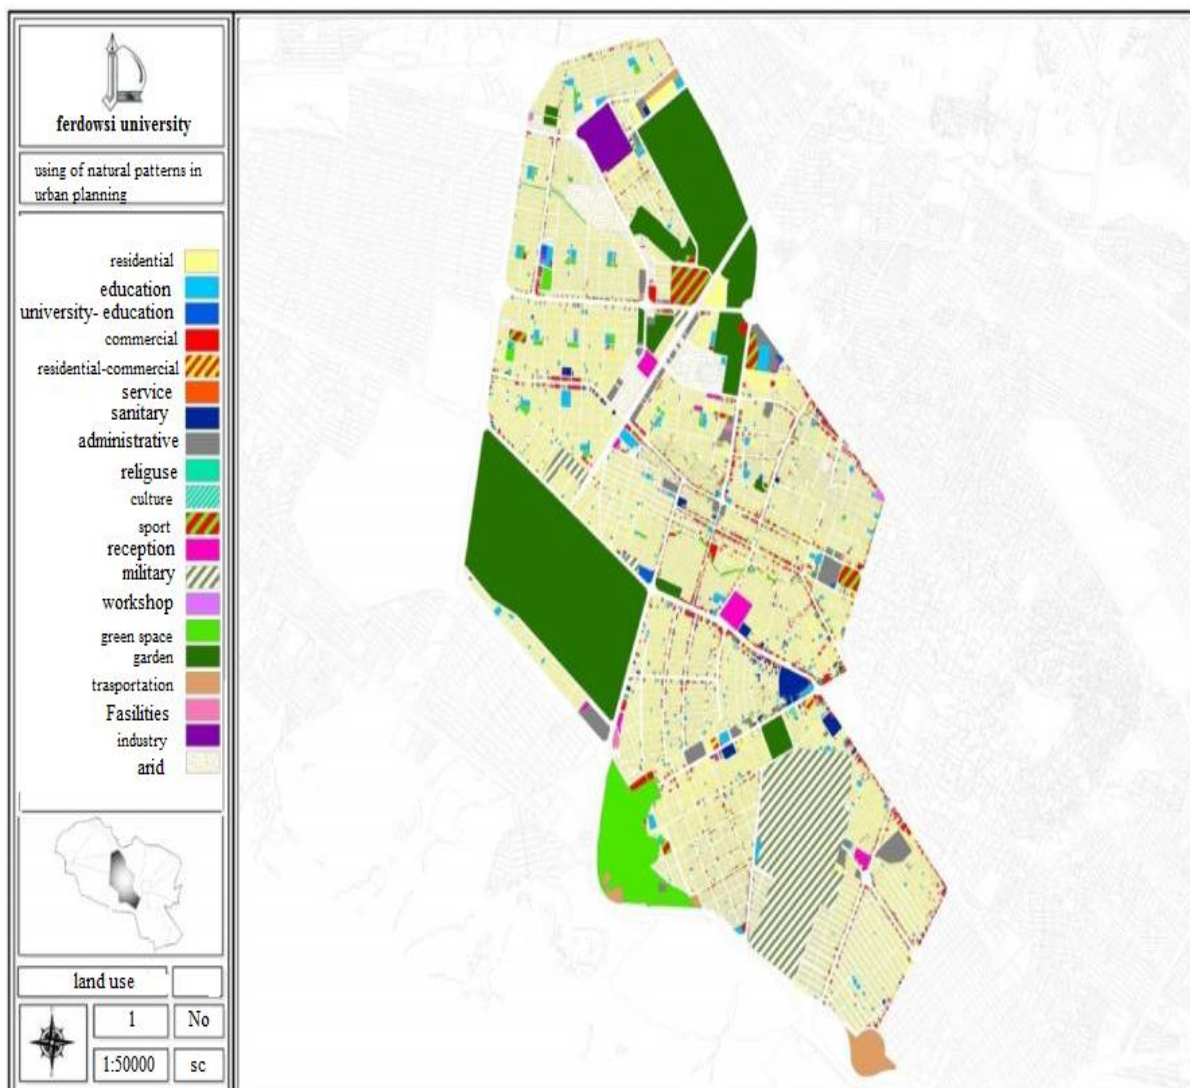 ferdowsi university
using of natural patterns in
urban planning
residential
education
university- education
commercial
residential-commercial
service
sanitary
administrative
religuse
culture
sport
reception
military
workshop
green space
garden
trasportation
Fasilities
industry
arid
land use
1 No
1:50000 sc